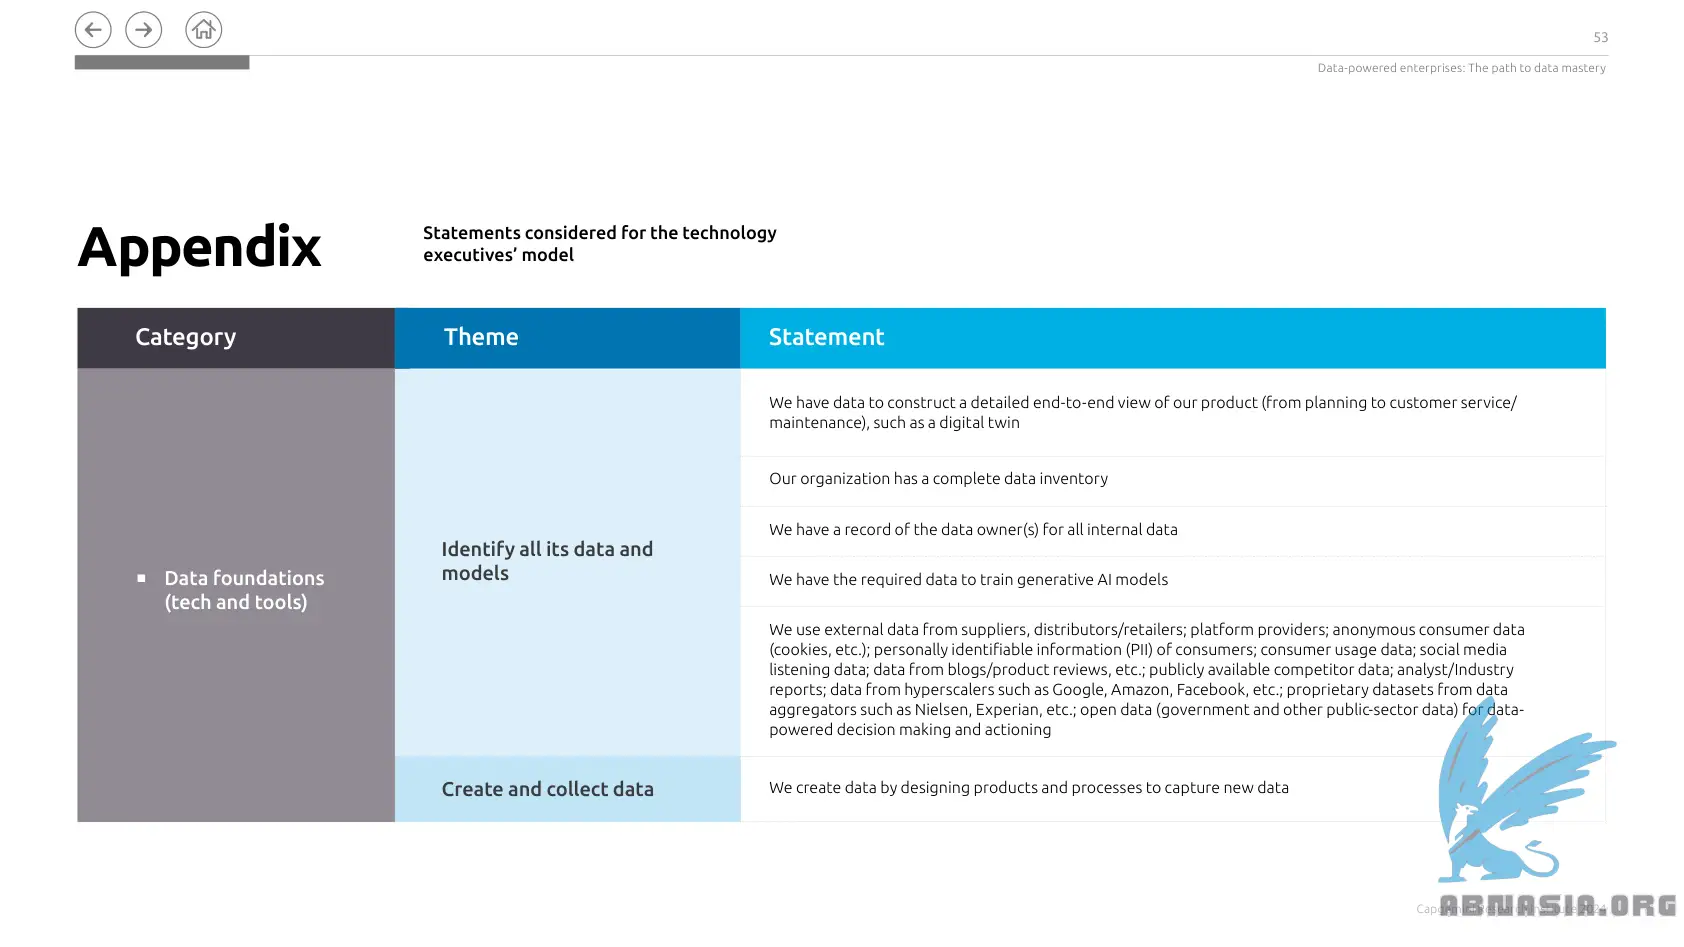 53
Data-powered enterprises: The path to data mastery
Appendix
Statements considered for the technology
executives’ model
Category
Theme
Statement
Data foundations
(tech and tools)
Identify all its data and
models
We have data to construct a detailed end-to-end view of our product (from planning to customer service/
maintenance), such as a digital twin
Our organization has a complete data inventory
We have a record of the data owner(s) for all internal data
We have the required data to train generative AI models
We use external data from suppliers, distributors/retailers; platform providers; anonymous consumer data
(cookies, etc.); personally identifiable information (PII) of consumers; consumer usage data; social media
listening data; data from blogs/product reviews, etc.; publicly available competitor data; analyst/Industry
reports; data from hyperscalers such as Google, Amazon, Facebook, etc.; proprietary datasets from data
aggregators such as Nielsen, Experian, etc.; open data (government and other public-sector data) for data-
powered decision making and actioning
Create and collect data
We create data by designing products and processes to capture new data
ABNASIA.ORG